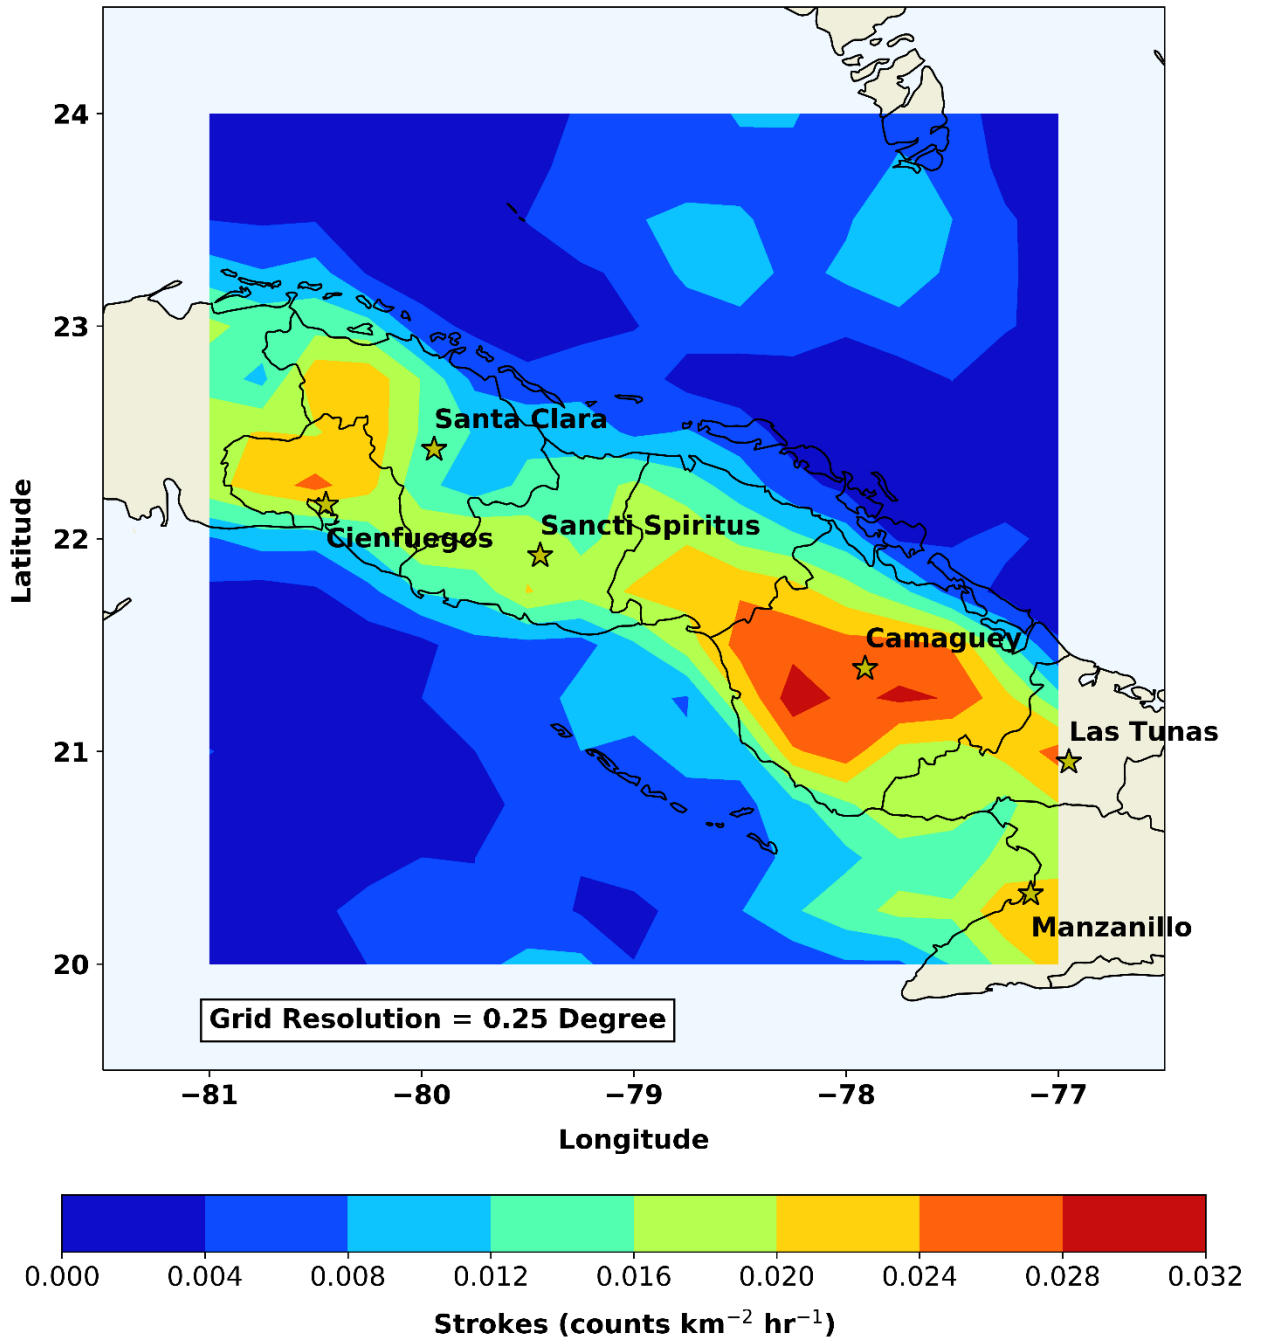 24
23
Santa Clara
Latitude
22
Sancti Spiritus
Cienfuegos
Camaguey
21
Las Tunas
Manzanillo
20
Grid Resolution = 0.25 Degree
−81 −80 −79 −78 −77
Longitude
0.000 0.004 0.008 0.012 0.016 0.020 0.024 0.028 0.032
Strokes (counts km⁻² hr⁻¹)